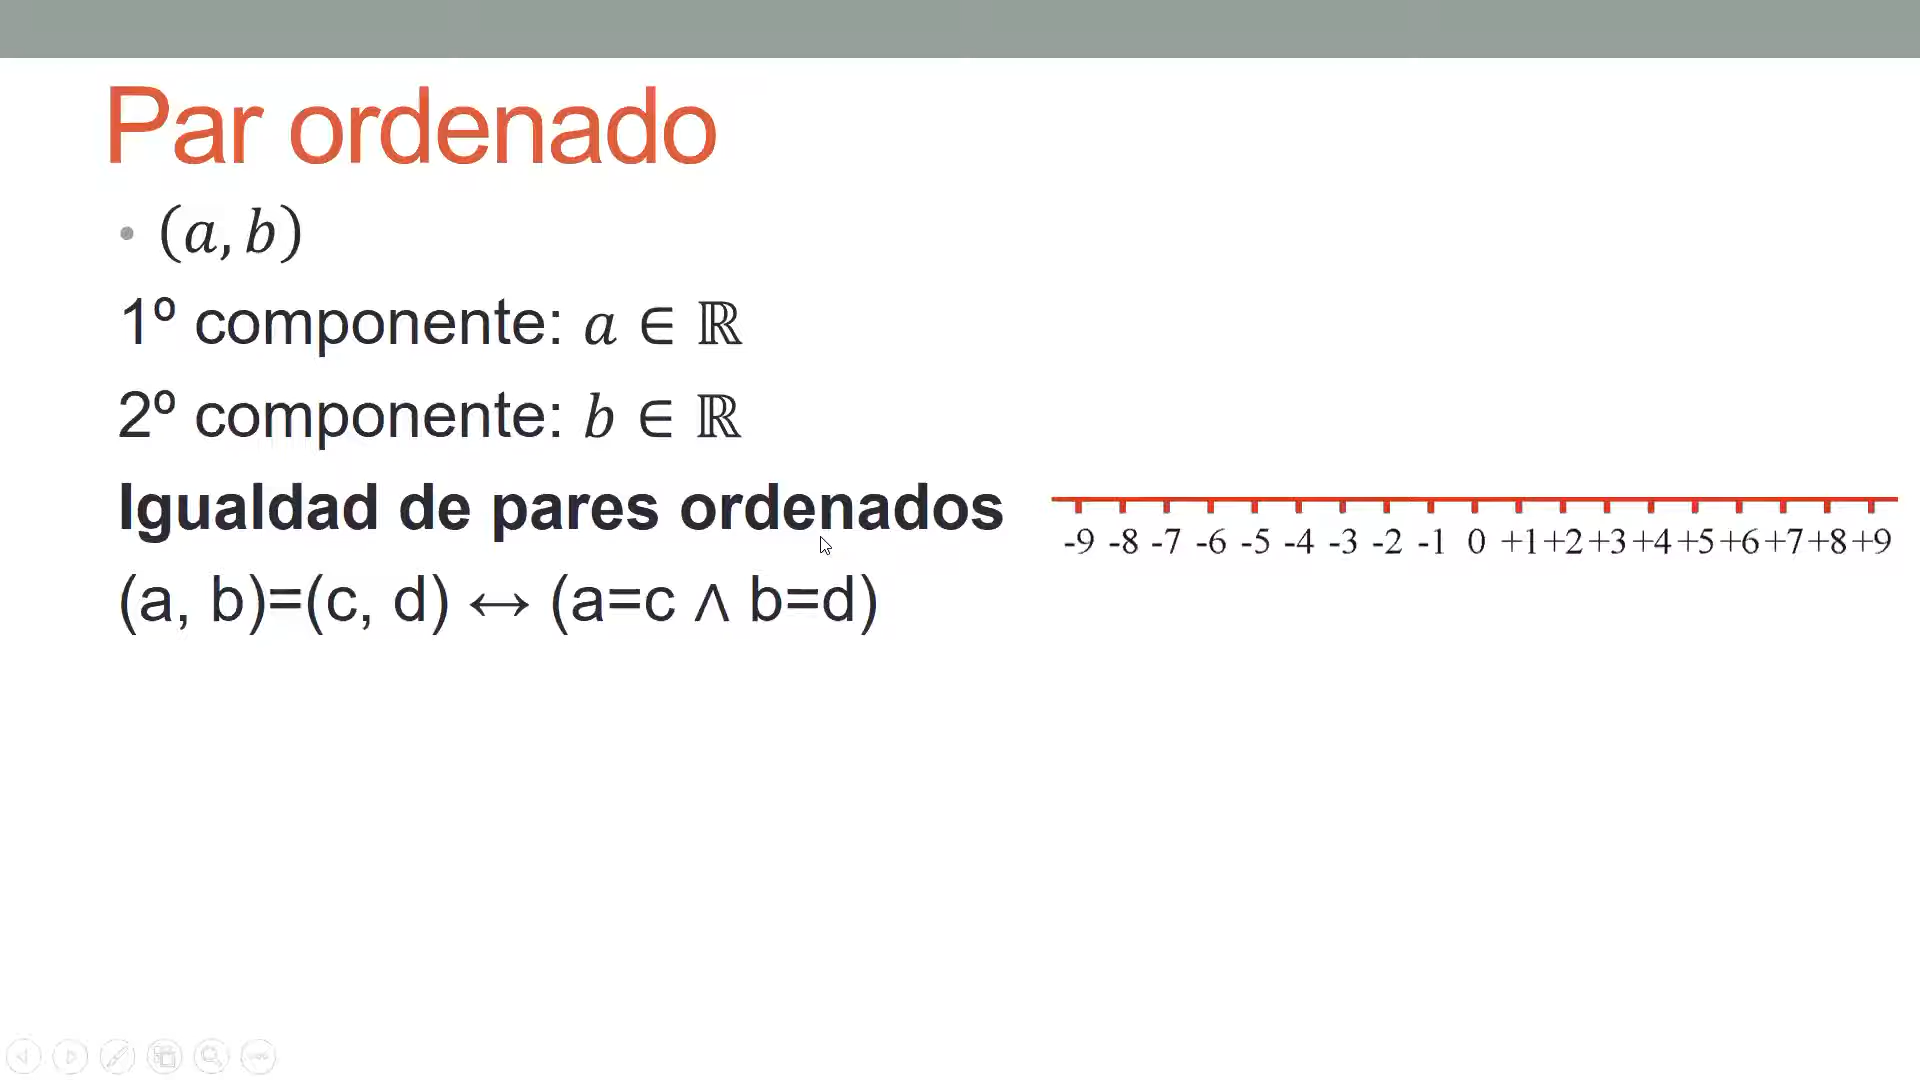 Par ordenado
• (a, b)
1º componente: a ∈ ℝ
2º componente: b ∈ ℝ
Igualdad de pares ordenados
(a, b)=(c, d) ↔ (a=c ∧ b=d)
-9 -8 -7 -6 -5 -4 -3 -2 -1 0 +1+2+3+4+5+6+7+8+9